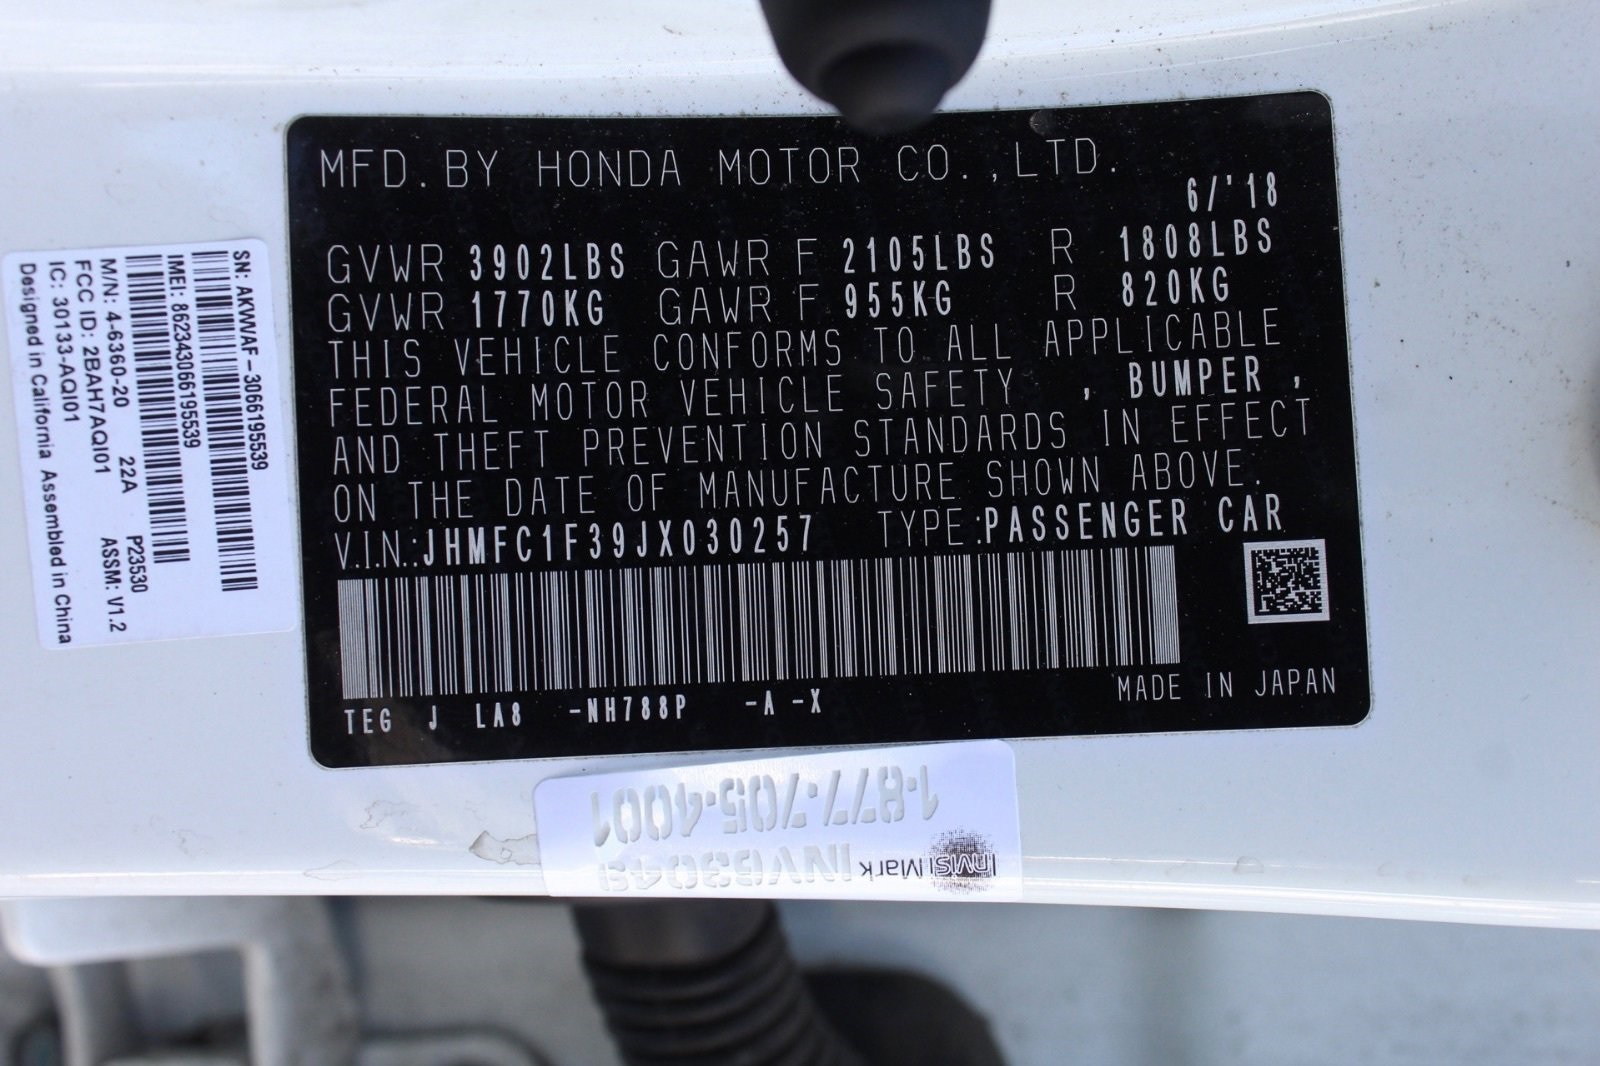 MFD. BY HONDA MOTOR CO., LTD.
6/'18
GVWR 3902LBS GAWR F 2105LBS R 1808LBS
GVWR 1770KG GAWR F 955KG R 820KG
THIS VEHICLE CONFORMS TO ALL APPLICABLE
FEDERAL MOTOR VEHICLE SAFETY , BUMPER ,
AND THEFT PREVENTION STANDARDS IN EFFECT
ON THE DATE OF MANUFACTURE SHOWN ABOVE.
V.I.N.:JHMFC1F39JX030257 TYPE:PASSENGER CAR
MADE IN JAPAN
TEG J LA8 -NH788P -A -X
SN: AKWWAF-3066195539
IMEI: 862343066195539
M/N: 4-6360-20 22A P23530
FCC ID: 2BAH7AQI01 ASSM: V1.2
IC: 30133-AQI01
Designed in California Assembled in China
InvisiMark
1-877-705-4001